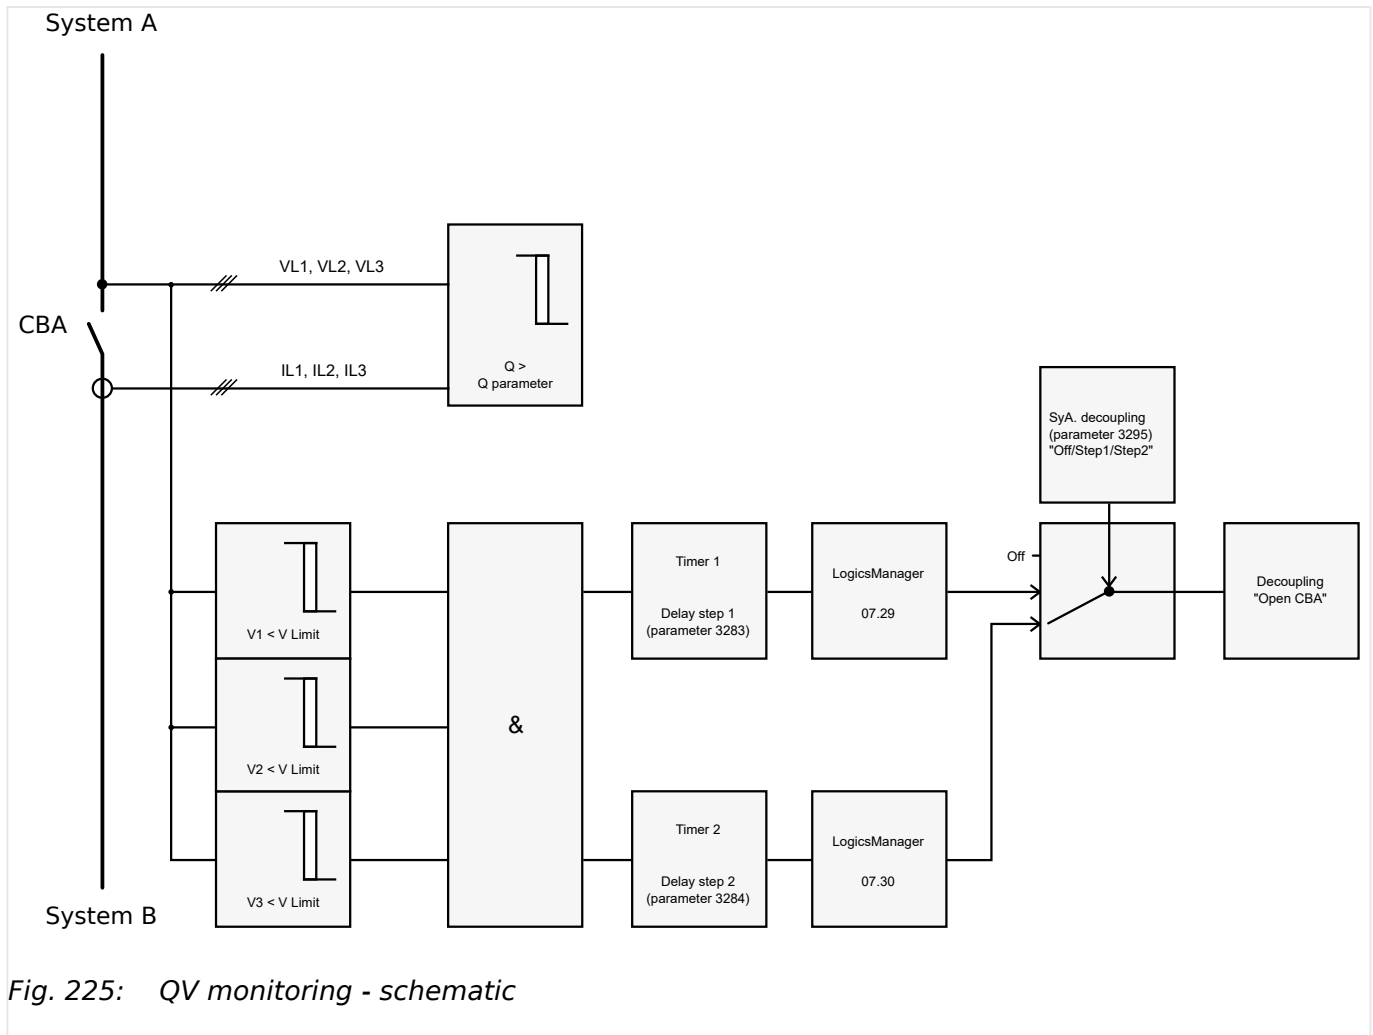 System A
VL1, VL2, VL3
CBA
IL1, IL2, IL3
Q >
Q parameter
SyA. decoupling
(parameter 3295)
"Off/Step1/Step2"
V1 < V Limit
V2 < V Limit
V3 < V Limit
&
Timer 1
Delay step 1
(parameter 3283)
LogicsManager
07.29
Off
Decoupling
"Open CBA"
Timer 2
Delay step 2
(parameter 3284)
LogicsManager
07.30
System B
Fig. 225: QV monitoring - schematic